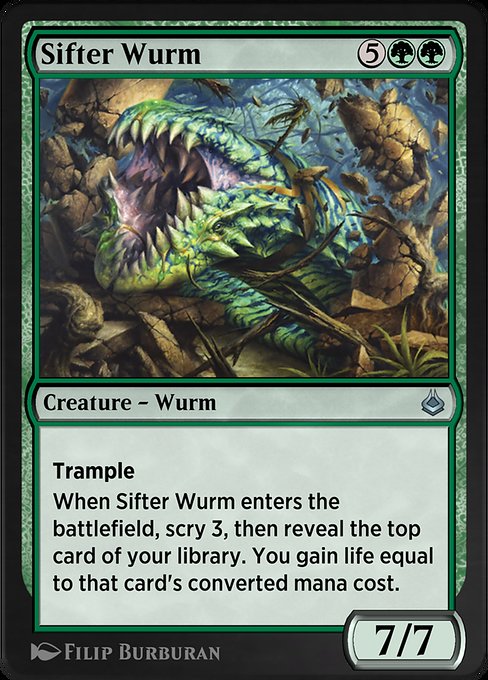 Sifter Wurm 5
Creature – Wurm
Trample
When Sifter Wurm enters the
battlefield, scry 3, then reveal the top
card of your library. You gain life equal
to that card's converted mana cost.
7/7
Filip Burburan